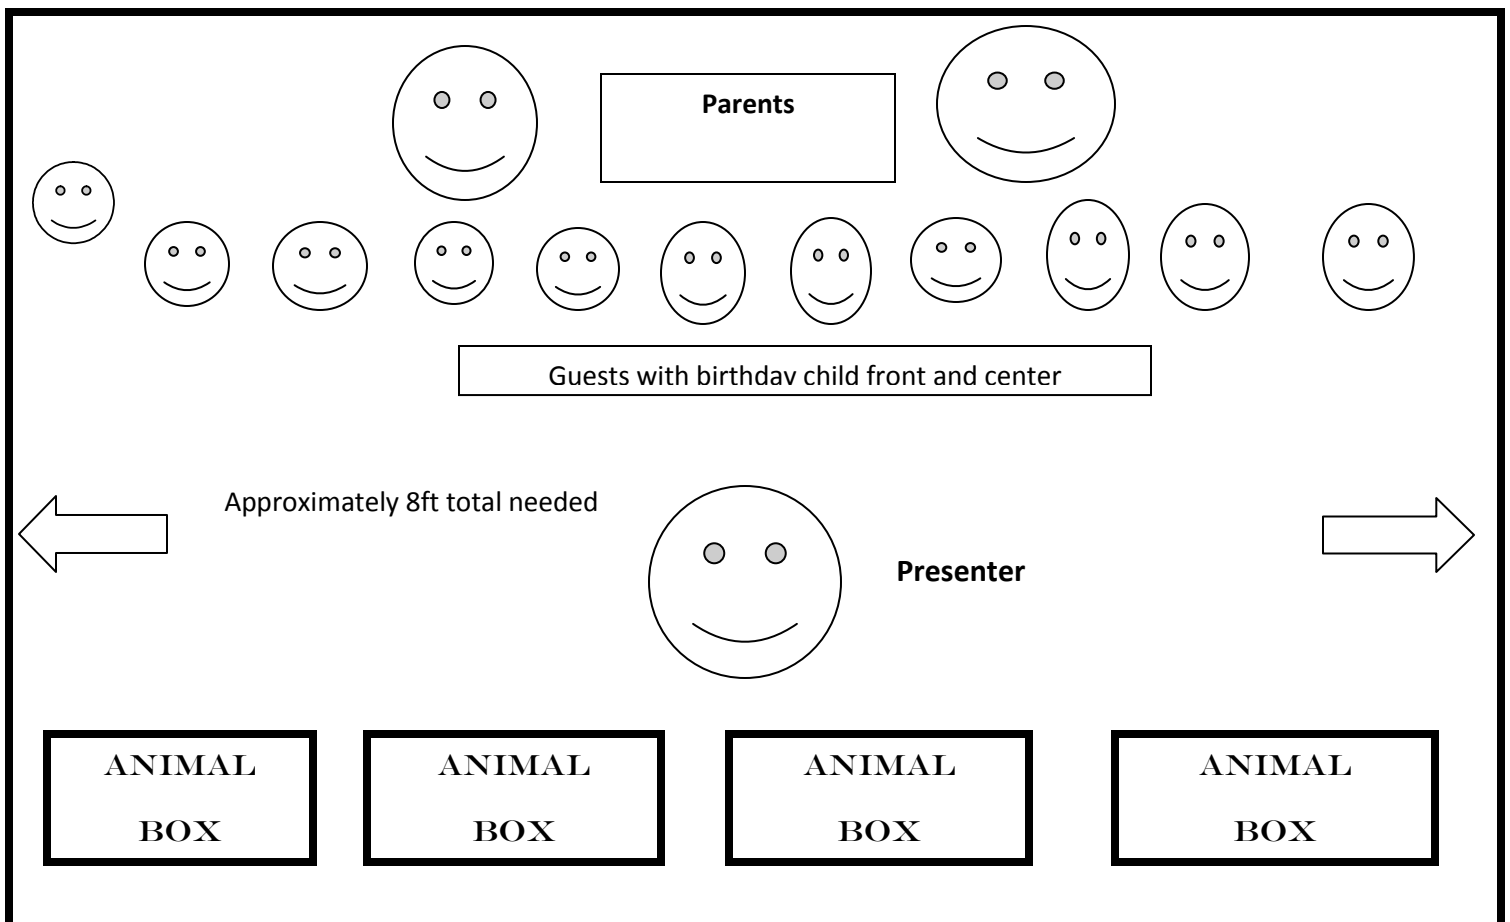 Parents
Guests with birthday child front and center
Approximately 8ft total needed
Presenter
ANIMAL
BOX
ANIMAL
BOX
ANIMAL
BOX
ANIMAL
BOX